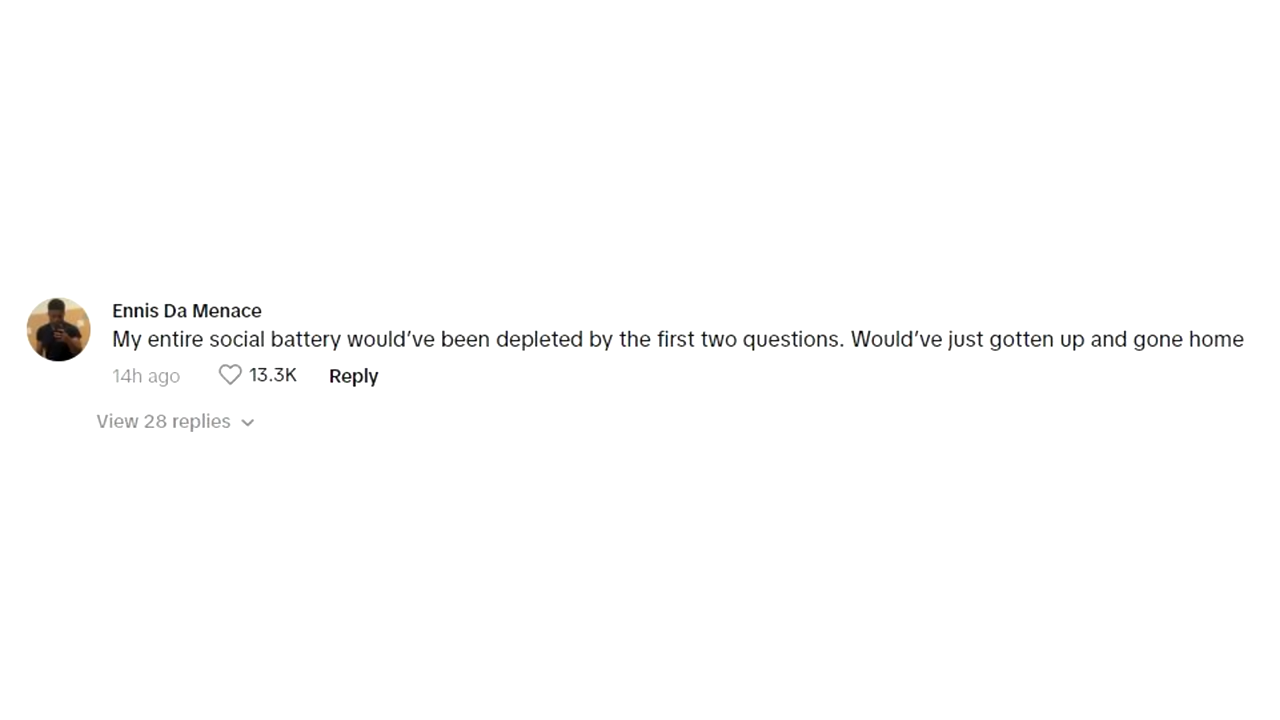 Ennis Da Menace
My entire social battery would’ve been depleted by the first two questions. Would’ve just gotten up and gone home
14h ago 13.3K Reply
View 28 replies